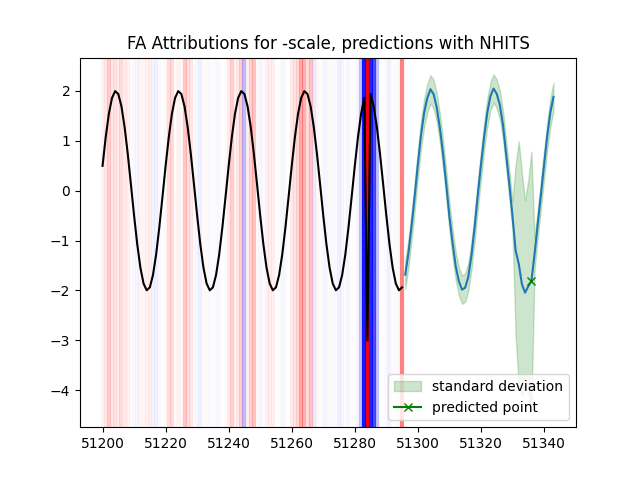 FA Attributions for -scale, predictions with NHITS
2
1
0
−1
−2
−3
−4
standard deviation
predicted point
51200 51220 51240 51260 51280 51300 51320 51340